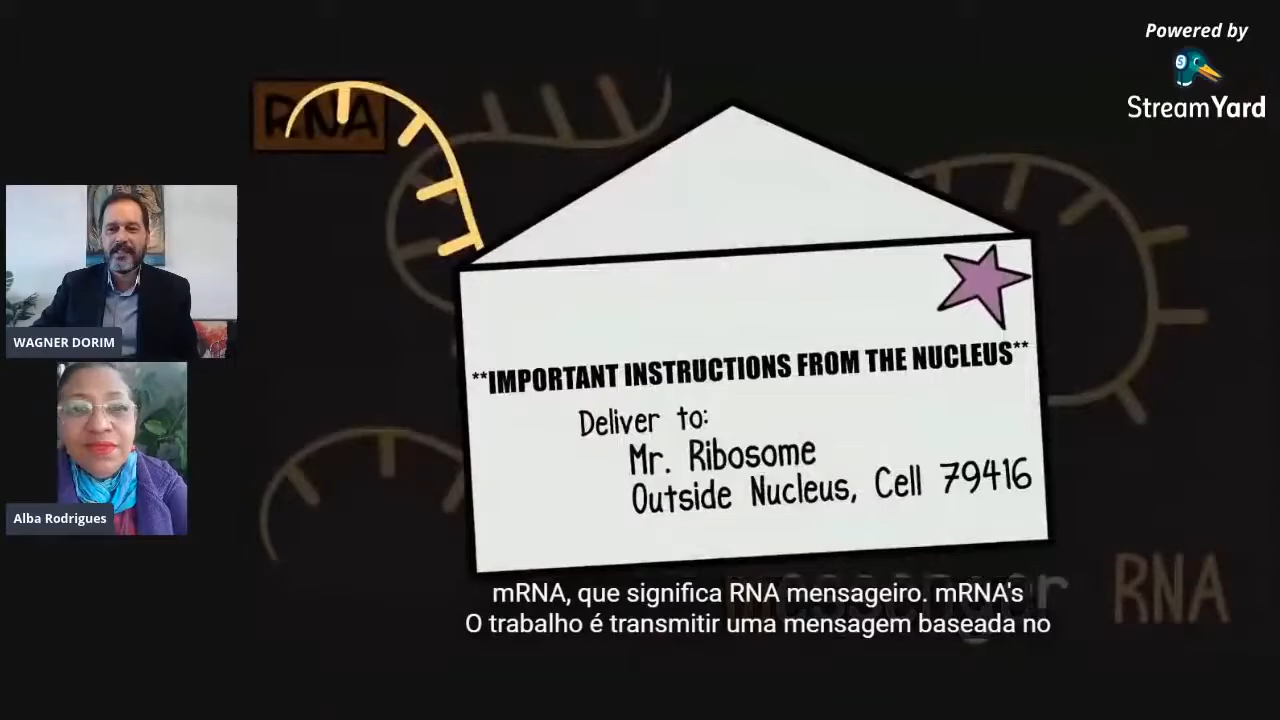 Powered by
StreamYard
RNA
**IMPORTANT INSTRUCTIONS FROM THE NUCLEUS**
Deliver to:
Mr. Ribosome
Outside Nucleus, Cell 79416
WAGNER DORIM
Alba Rodrigues
messenger RNA
mRNA, que significa RNA mensageiro. mRNA's
O trabalho é transmitir uma mensagem baseada no